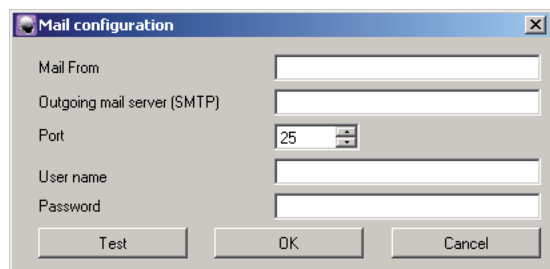 Mail configuration
Mail From
Outgoing mail server (SMTP)
Port
25
User name
Password
Test OK Cancel